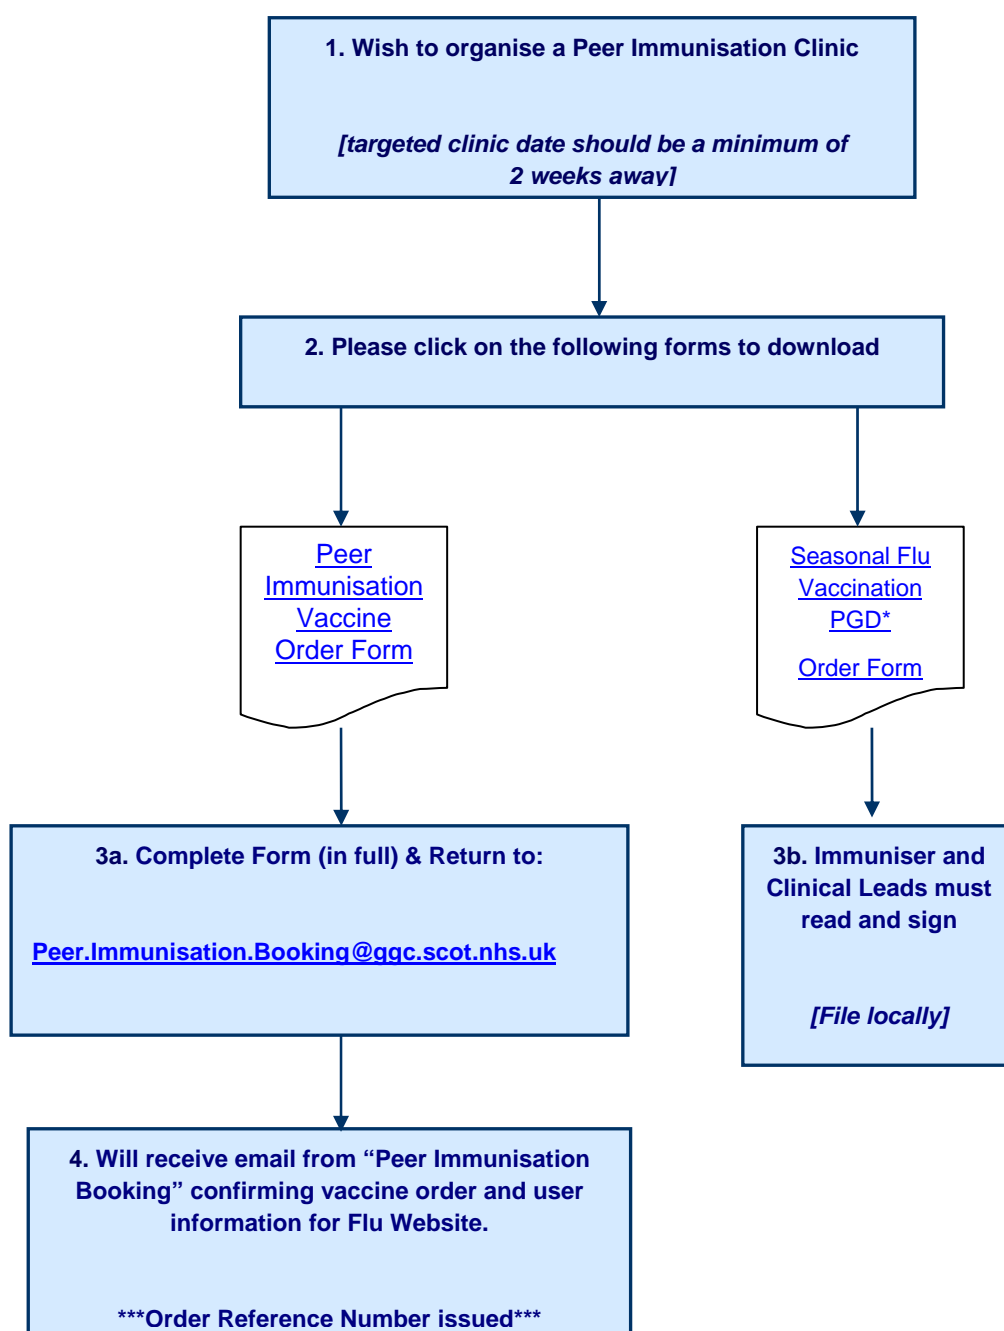 1. Wish to organise a Peer Immunisation Clinic
[targeted clinic date should be a minimum of
2 weeks away]
2. Please click on the following forms to download
Peer
Immunisation
Vaccine
Order Form
Seasonal Flu
Vaccination
PGD*
Order Form
3a. Complete Form (in full) & Return to:
Peer.Immunisation.Booking@ggc.scot.nhs.uk
3b. Immuniser and
Clinical Leads must
read and sign
[File locally]
4. Will receive email from “Peer Immunisation
Booking” confirming vaccine order and user
information for Flu Website.
***Order Reference Number issued***